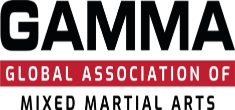 GAMMA
GLOBAL ASSOCIATION OF
MIXED MARTIAL ARTS